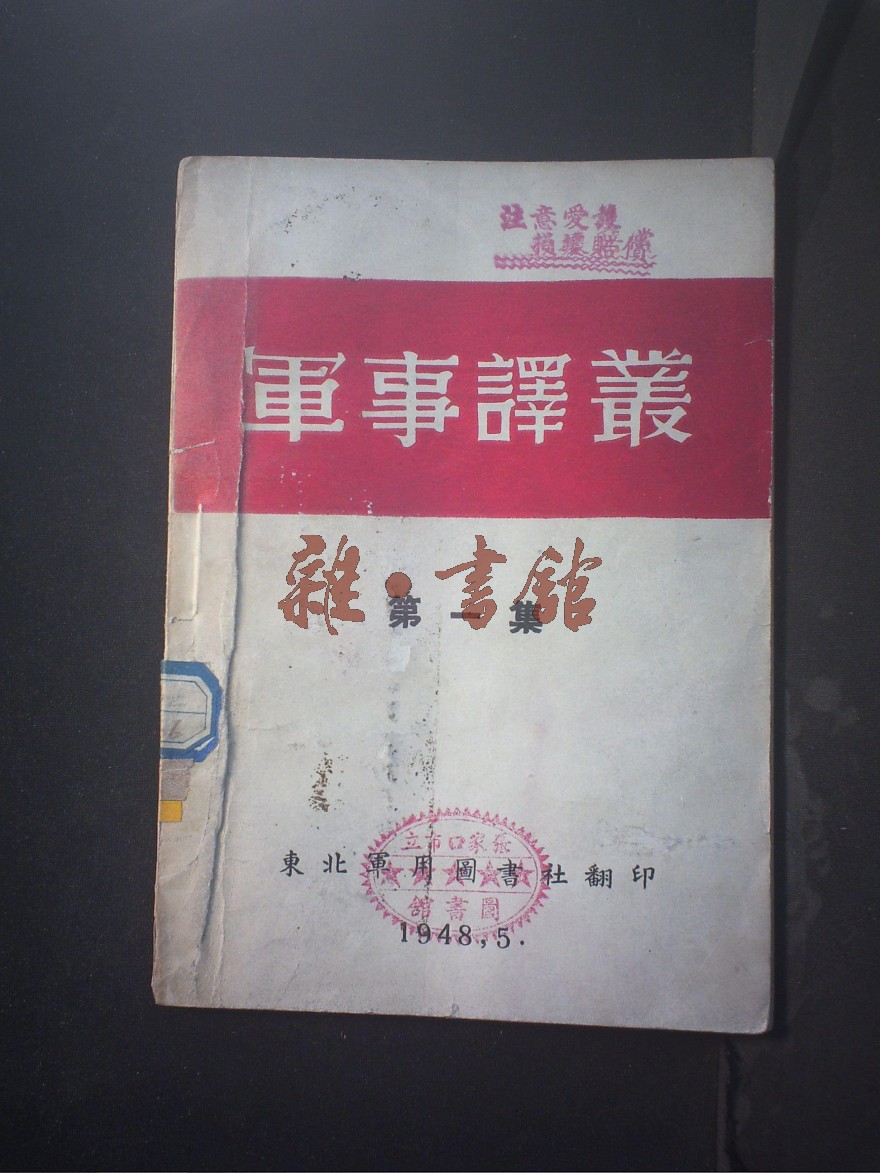 注意愛護
損壞賠償
軍事譯叢
雜·書館
第一集
張家口市立
圖書館
東北軍用圖書社翻印
1948,5.